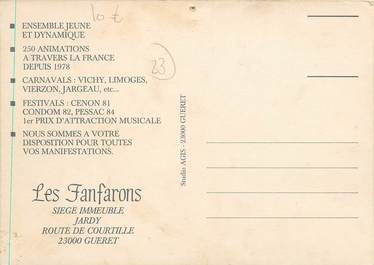 10 €
ENSEMBLE JEUNE
ET DYNAMIQUE
250 ANIMATIONS
A TRAVERS LA FRANCE
DEPUIS 1978
CARNAVALS : VICHY, LIMOGES,
VIERZON, JARGEAU, etc...
FESTIVALS : CENON 81
CONDOM 82, PESSAC 84
1er PRIX D'ATTRACTION MUSICALE
NOUS SOMMES A VOTRE
DISPOSITION POUR TOUTES
VOS MANIFESTATIONS.
Les Fanfarons
SIEGE IMMEUBLE
JARDY
ROUTE DE COURTILLE
23000 GUERET
23
Studio AGIS - 23000 GUERET